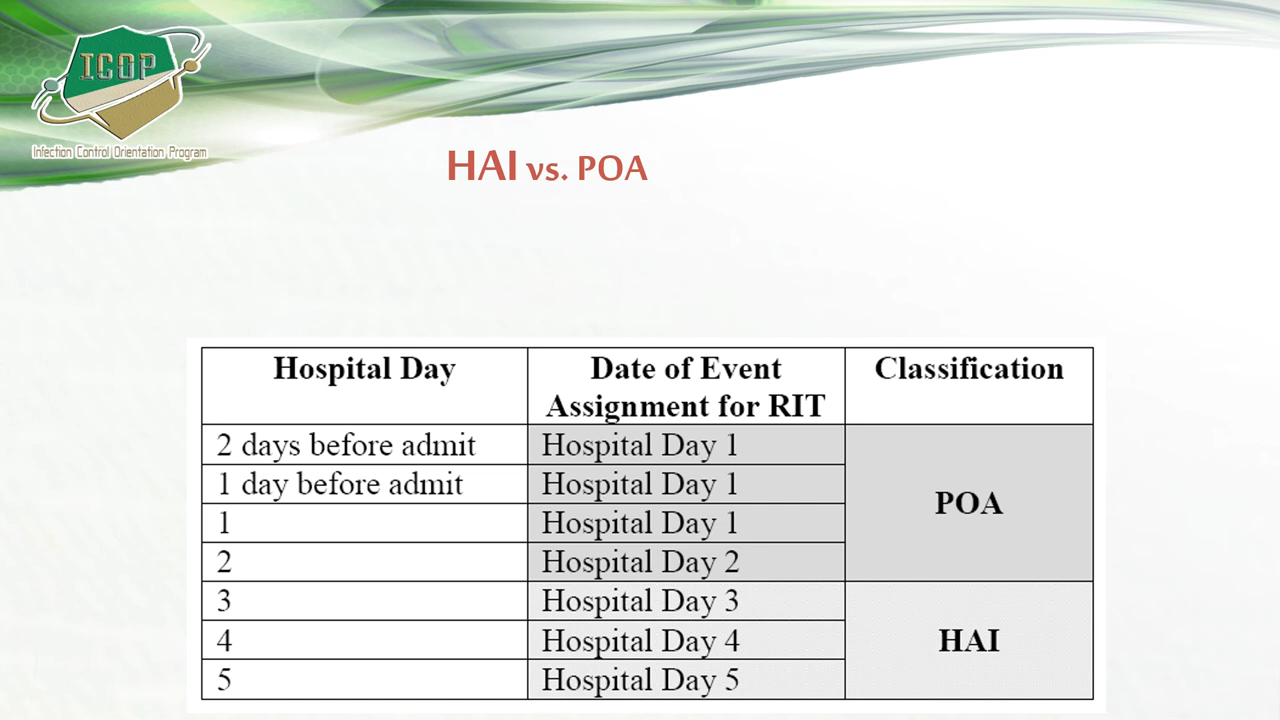 ICOP
Infection Control Orientation Program
HAI vs. POA
Hospital Day
Date of Event
Assignment for RIT
Classification
2 days before admit
Hospital Day 1
1 day before admit
Hospital Day 1
1
Hospital Day 1
2
Hospital Day 2
POA
3
Hospital Day 3
4
Hospital Day 4
5
Hospital Day 5
HAI